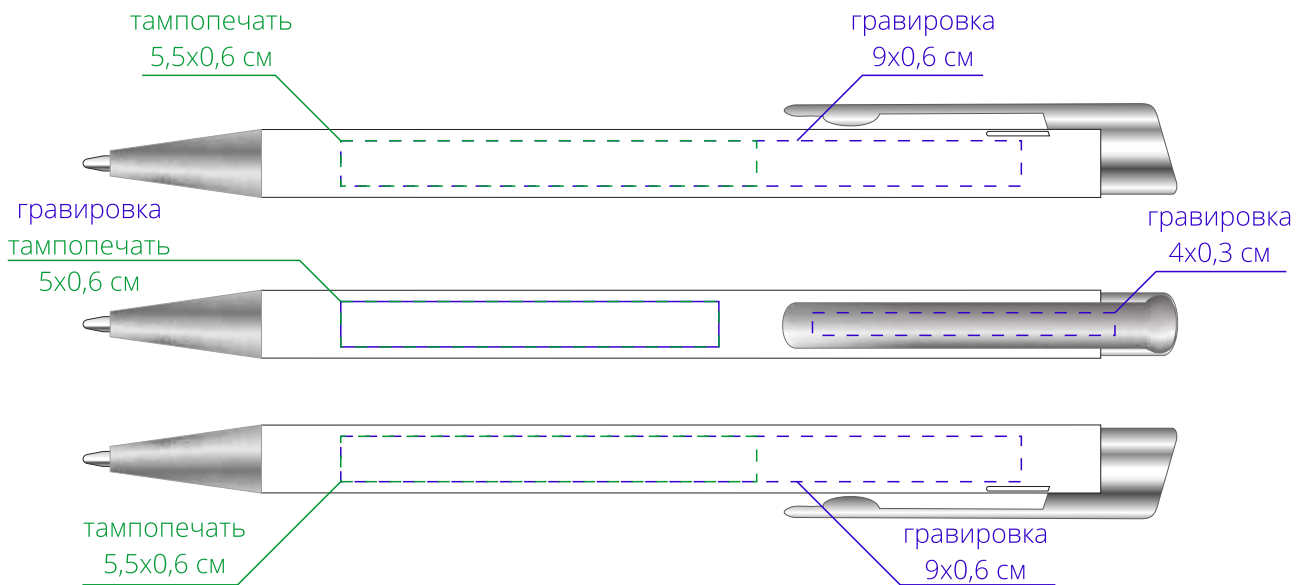 тампопечать
5,5х0,6 см
гравировка
9х0,6 см
гравировка
тампопечать
5х0,6 см
гравировка
4х0,3 см
тампопечать
5,5х0,6 см
гравировка
9х0,6 см